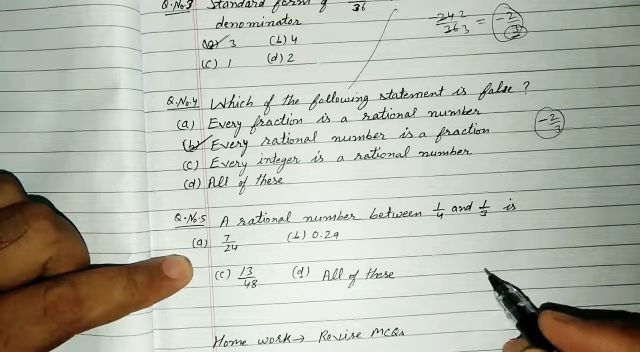 Q.No.3 Standard form of 36
denominator
(a) 3 (b) 4
(c) 1 (d) 2
-242/363 = -2/3
Q.No.4 Which of the following statement is false?
(a) Every fraction is a rational number
(b) Every rational number is a fraction
-2/3
(c) Every integer is a rational number
(d) All of these
Q.No.5 A rational number between 1/4 and 1/3 is
(a) 7/24 (b) 0.29
(c) 13/48 (d) All of these
Home work → Revise MCQs